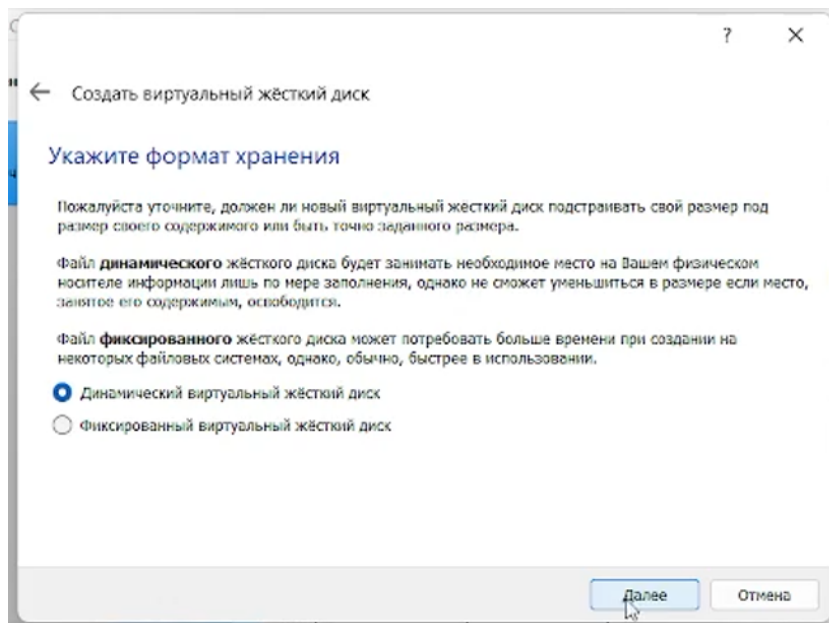 ?
Создать виртуальный жёсткий диск
Укажите формат хранения
Пожалуйста уточните, должен ли новый виртуальный жесткий диск подстраивать свой размер под
размер своего содержимого или быть точно заданного размера.
Файл динамического жёсткого диска будет занимать необходимое место на Вашем физическом
носителе информации лишь по мере заполнения, однако не сможет уменьшиться в размере если место,
занятое его содержимым, освободится.
Файл фиксированного жёсткого диска может потребовать больше времени при создании на
некоторых файловых системах, однако, обычно, быстрее в использовании.
Динамический виртуальный жёсткий диск
Фиксированный виртуальный жёсткий диск
Далее
Отмена